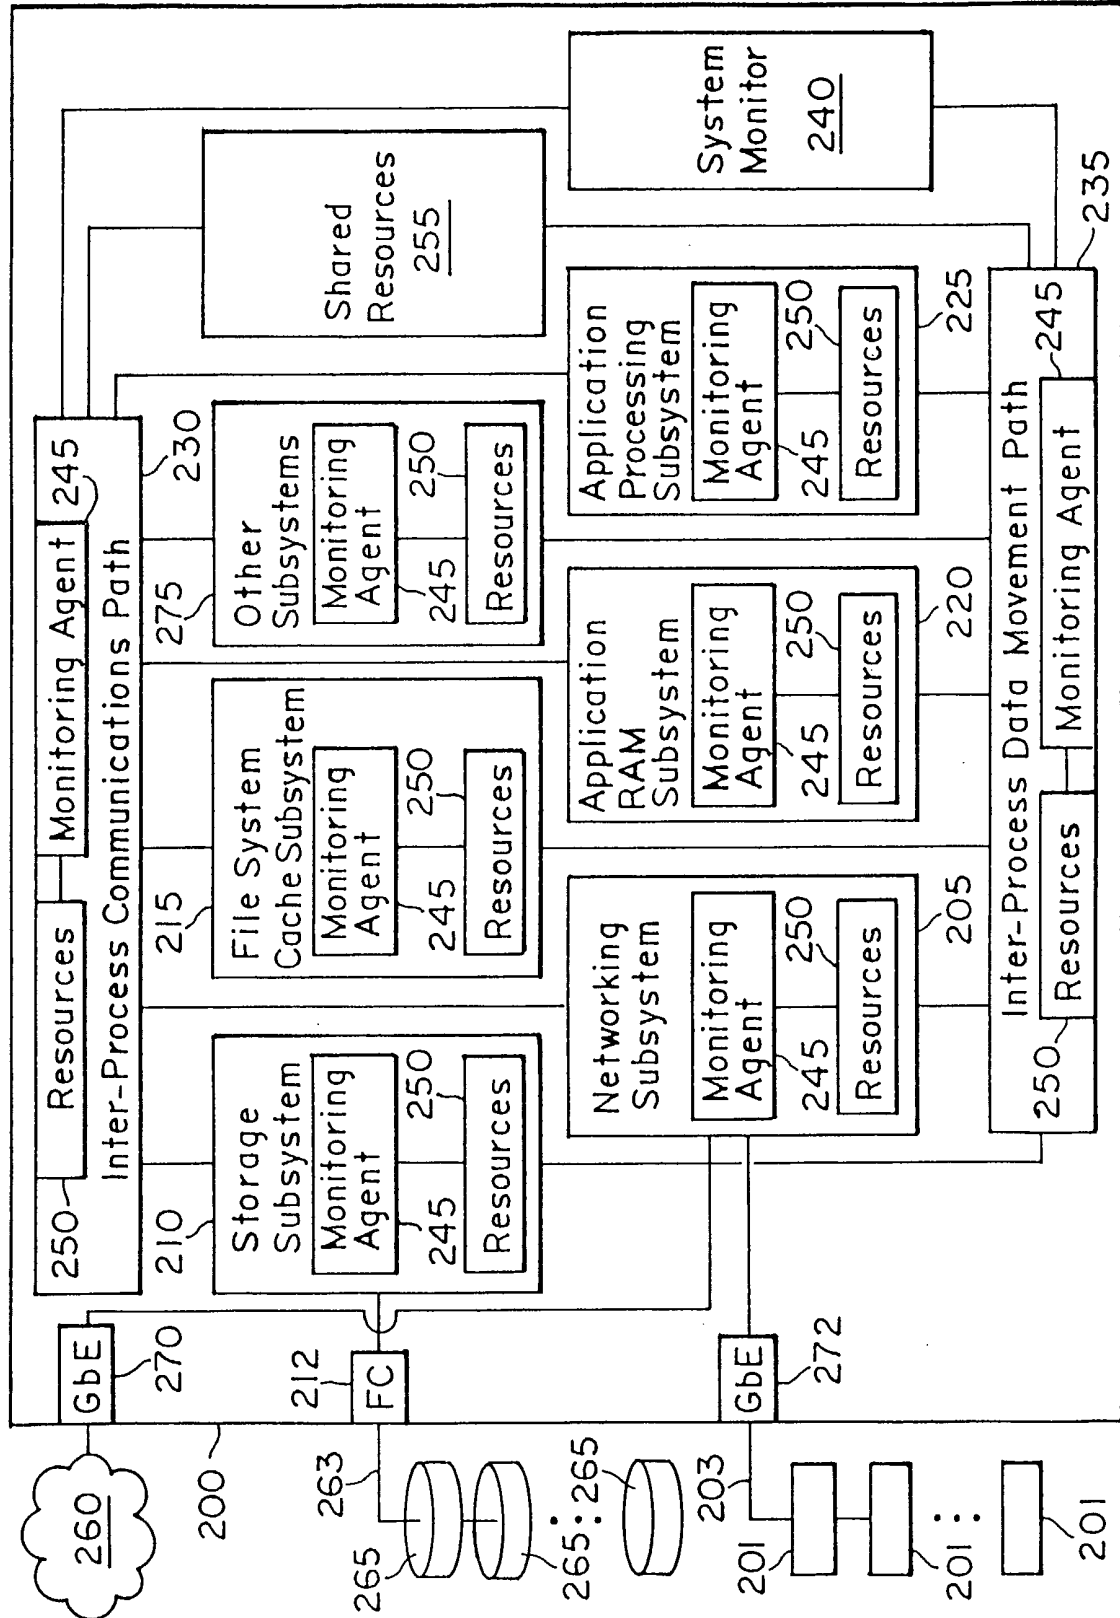 260
GbE
270
200
FC
212
263
265
265
265
GbE
272
203
201
201
201
250
Resources
Monitoring Agent
245
Inter-Process Communications Path
230
210
Storage
Subsystem
Monitoring
Agent
245
250
Resources
215
File System
Cache Subsystem
Monitoring
Agent
245
250
Resources
275
Other
Subsystems
Monitoring
Agent
245
250
Resources
Shared
Resources
255
System
Monitor
240
Networking
Subsystem
Monitoring
Agent
245
250
Resources
205
Application
RAM
Subsystem
Monitoring
Agent
245
250
Resources
220
Application
Processing
Subsystem
Monitoring
Agent
245
250
Resources
225
Inter-Process Data Movement Path
250
Resources
Monitoring Agent
245
235